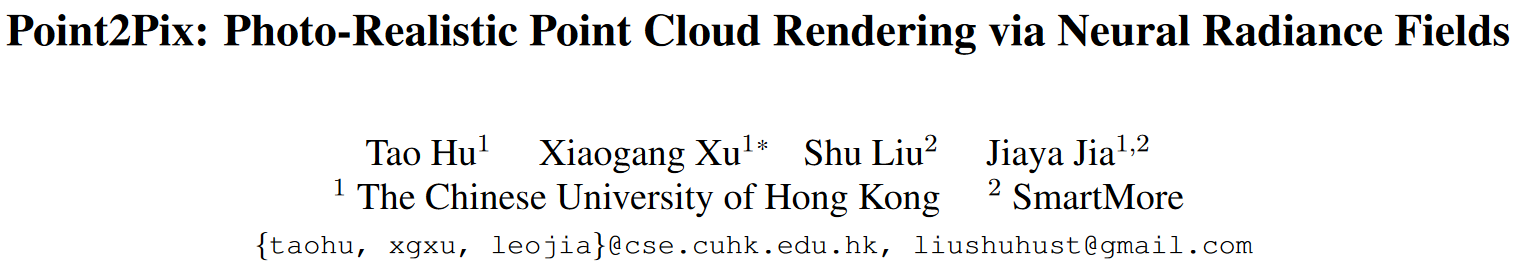 Point2Pix: Photo-Realistic Point Cloud Rendering via Neural Radiance Fields
Tao Hu¹ Xiaogang Xu¹* Shu Liu² Jiaya Jia¹,²
¹ The Chinese University of Hong Kong ² SmartMore
{taohu, xgxu, leojia}@cse.cuhk.edu.hk, liushuhust@gmail.com